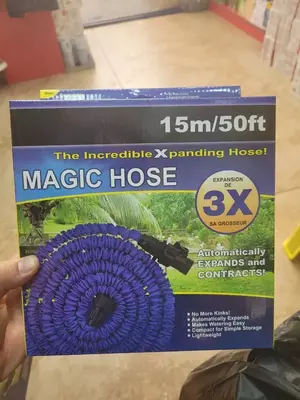 15m/50ft
The Incredible Xpanding Hose!
MAGIC HOSE
EXPANSION
DE
3X
SA GROSSEUR
Automatically
EXPANDS and
CONTRACTS!
• No More Kinks!
• Automatically Expands
• Makes Watering Easy
• Compact for Simple Storage
• Lightweight